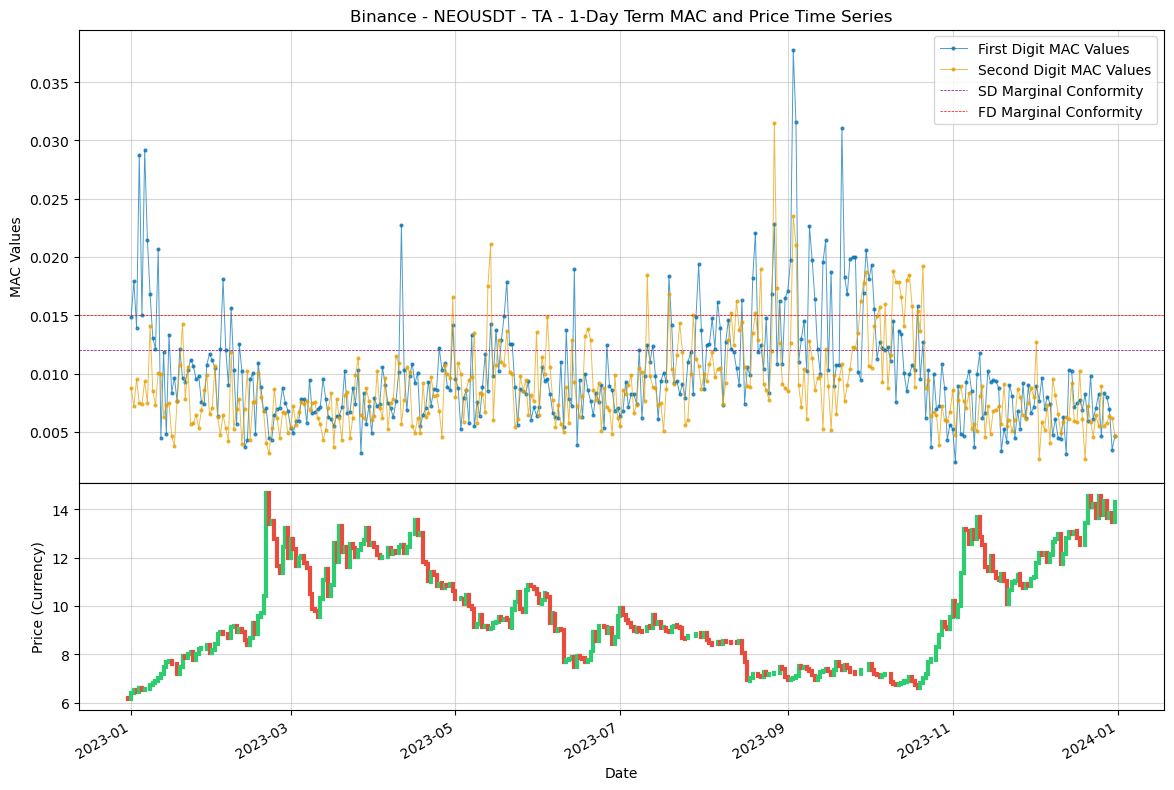 Binance - NEOUSDT - TA - 1-Day Term MAC and Price Time Series
First Digit MAC Values
Second Digit MAC Values
SD Marginal Conformity
FD Marginal Conformity
MAC Values
0.035
0.030
0.025
0.020
0.015
0.010
0.005
Price (Currency)
14
12
10
8
6
2023-01
2023-03
2023-05
2023-07
2023-09
2023-11
2024-01
Date